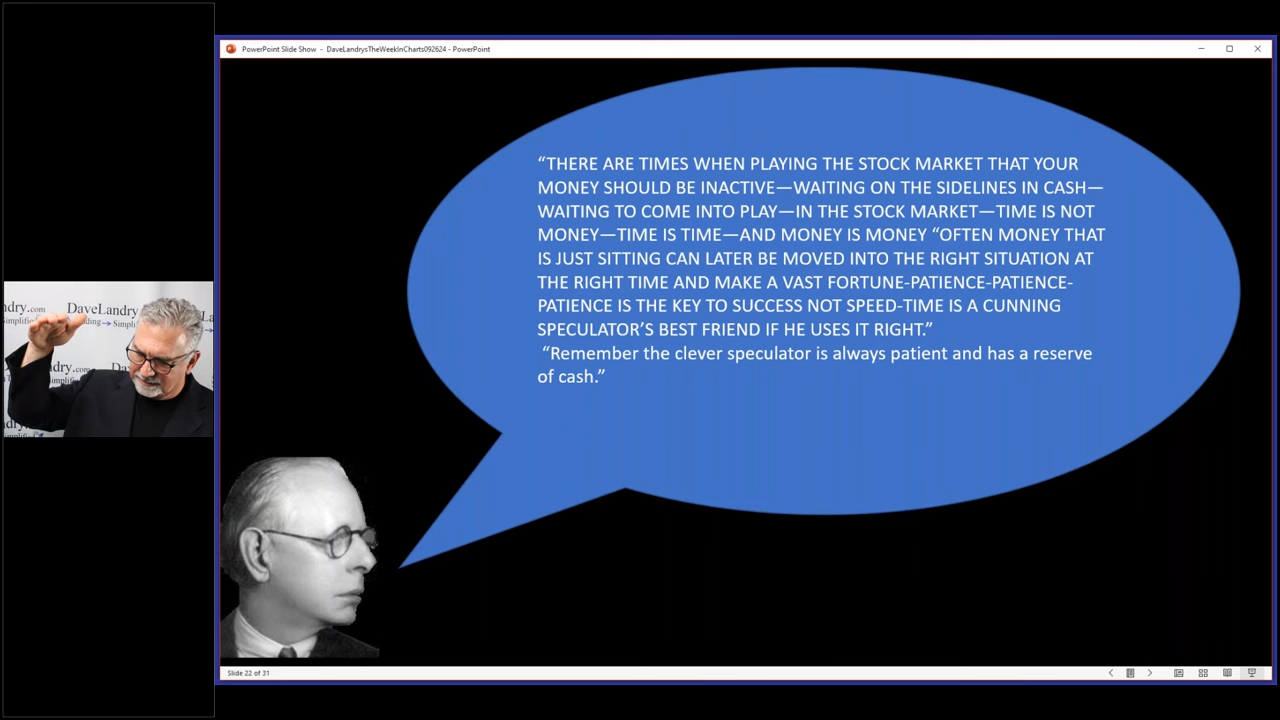 PowerPoint Slide Show - DaveLandrysTheWeekInCharts092624 - PowerPoint
“THERE ARE TIMES WHEN PLAYING THE STOCK MARKET THAT YOUR
MONEY SHOULD BE INACTIVE—WAITING ON THE SIDELINES IN CASH—
WAITING TO COME INTO PLAY—IN THE STOCK MARKET—TIME IS NOT
MONEY—TIME IS TIME—AND MONEY IS MONEY “OFTEN MONEY THAT
IS JUST SITTING CAN LATER BE MOVED INTO THE RIGHT SITUATION AT
THE RIGHT TIME AND MAKE A VAST FORTUNE-PATIENCE-PATIENCE-
PATIENCE IS THE KEY TO SUCCESS NOT SPEED-TIME IS A CUNNING
SPECULATOR’S BEST FRIEND IF HE USES IT RIGHT.”
“Remember the clever speculator is always patient and has a reserve
of cash.”
ndry.com DaveLandry
Slide 22 of 31